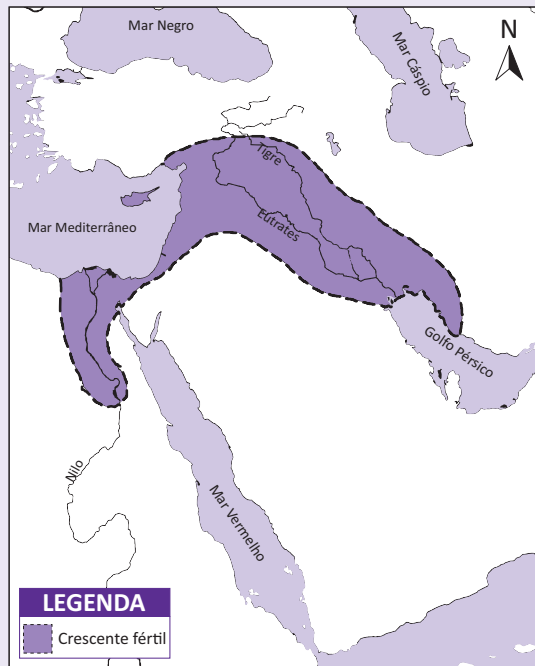 Mar Negro
N
Mar Cáspio
Tigre
Eufrates
Mar Mediterrâneo
Golfo Pérsico
Nilo
Mar Vermelho
LEGENDA
Crescente fértil